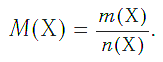 M(X) = m(X) / n(X).